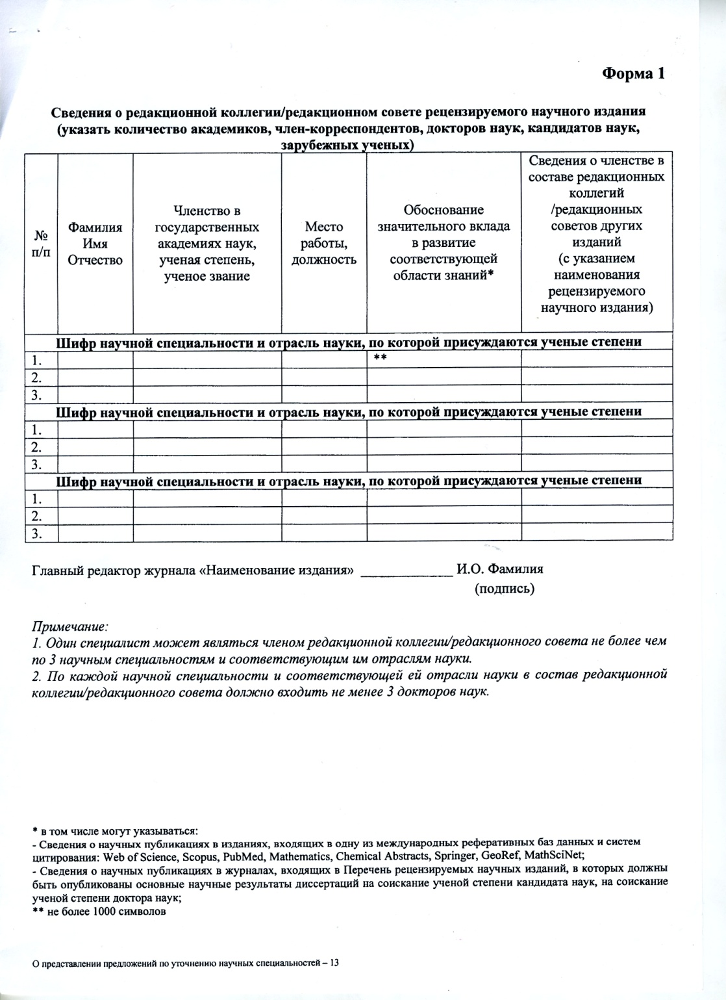 Форма 1
Сведения о редакционной коллегии/редакционном совете рецензируемого научного издания
(указать количество академиков, член-корреспондентов, докторов наук, кандидатов наук,
зарубежных ученых)
№
п/п
Фамилия
Имя
Отчество
Членство в
государственных
академиях наук,
ученая степень,
ученое звание
Место
работы,
должность
Обоснование
значительного вклада
в развитие
соответствующей
области знаний*
Сведения о членстве в
составе редакционных
коллегий
/редакционных
советов других
изданий
(с указанием
наименования
рецензируемого
научного издания)
Шифр научной специальности и отрасль науки, по которой присуждаются ученые степени
1. **
2.
3.
Шифр научной специальности и отрасль науки, по которой присуждаются ученые степени
1.
2.
3.
Шифр научной специальности и отрасль науки, по которой присуждаются ученые степени
1.
2.
3.
Главный редактор журнала «Наименование издания» _____________ И.О. Фамилия
(подпись)
Примечание:
1. Один специалист может являться членом редакционной коллегии/редакционного совета не более чем
по 3 научным специальностям и соответствующим им отраслям науки.
2. По каждой научной специальности и соответствующей ей отрасли науки в состав редакционной
коллегии/редакционного совета должно входить не менее 3 докторов наук.
* в том числе могут указываться:
- Сведения о научных публикациях в изданиях, входящих в одну из международных реферативных баз данных и систем
цитирования: Web of Science, Scopus, PubMed, Mathematics, Chemical Abstracts, Springer, GeoRef, MathSciNet;
- Сведения о научных публикациях в журналах, входящих в Перечень рецензируемых научных изданий, в которых должны
быть опубликованы основные научные результаты диссертаций на соискание ученой степени кандидата наук, на соискание
ученой степени доктора наук;
** не более 1000 символов
О представлении предложений по уточнению научных специальностей – 13